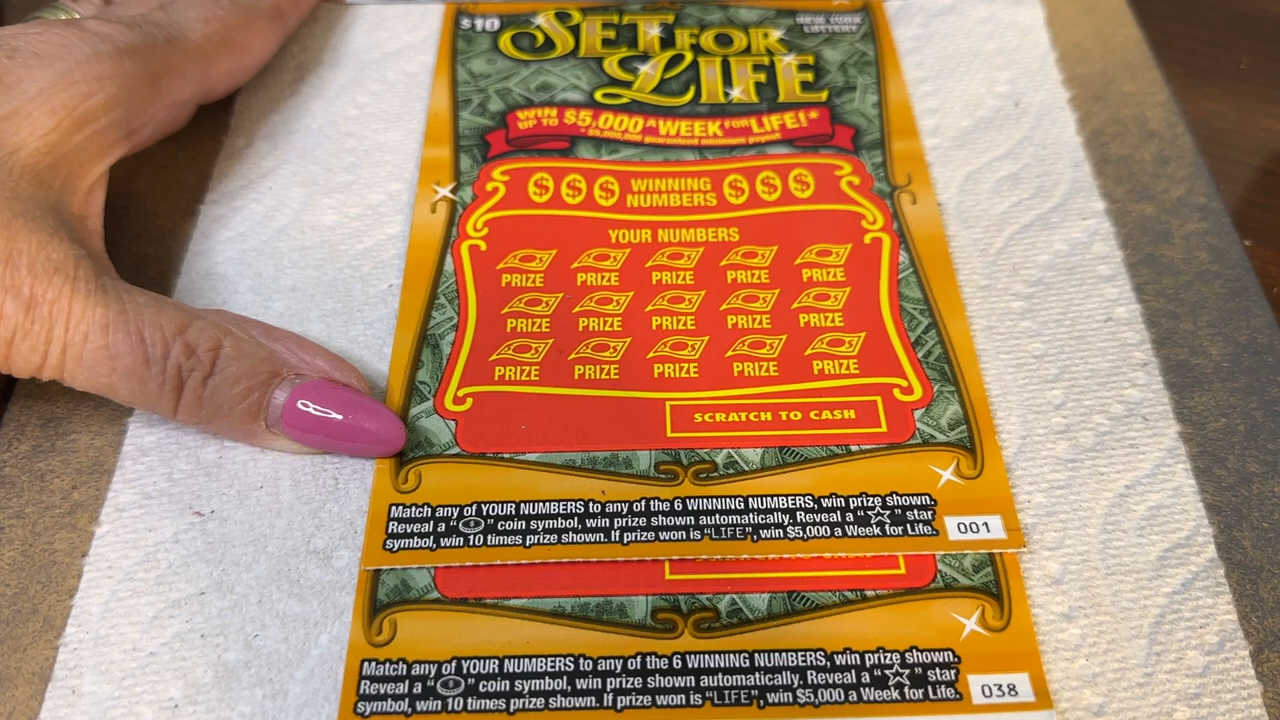 $10
NEW YORK
LOTTERY
SET FOR
LIFE
WIN UP TO $5,000 A WEEK FOR LIFE!*
* $5,000,000 guaranteed minimum payout
$ $ $ WINNING NUMBERS $ $ $
YOUR NUMBERS
PRIZE PRIZE PRIZE PRIZE PRIZE
PRIZE PRIZE PRIZE PRIZE PRIZE
PRIZE PRIZE PRIZE PRIZE PRIZE
SCRATCH TO CASH
Match any of YOUR NUMBERS to any of the 6 WINNING NUMBERS, win prize shown.
Reveal a “ $ ” coin symbol, win prize shown automatically. Reveal a “ ☆ ” star
symbol, win 10 times prize shown. If prize won is “LIFE”, win $5,000 a Week for Life.
001
Match any of YOUR NUMBERS to any of the 6 WINNING NUMBERS, win prize shown.
Reveal a “ $ ” coin symbol, win prize shown automatically. Reveal a “ ☆ ” star
symbol, win 10 times prize shown. If prize won is “LIFE”, win $5,000 a Week for Life.
038